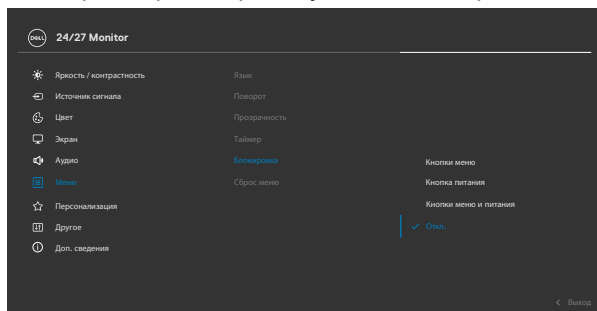 DELL
24/27 Monitor
Яркость / контрастность
Источник сигнала
Цвет
Экран
Аудио
Меню
Персонализация
Другое
Доп. сведения
Язык
Поворот
Прозрачность
Таймер
Блокировка
Сброс меню
Кнопки меню
Кнопка питания
Кнопки меню и питания
Откл.
Выход